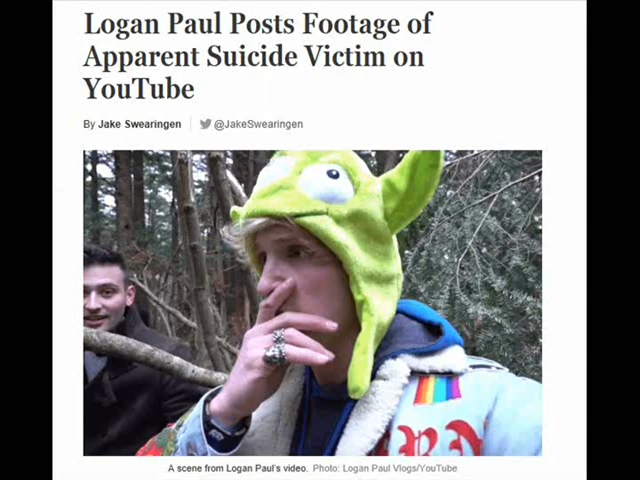 Logan Paul Posts Footage of
Apparent Suicide Victim on
YouTube
By Jake Swearingen @JakeSwearingen
A scene from Logan Paul's video. Photo: Logan Paul Vlogs/YouTube